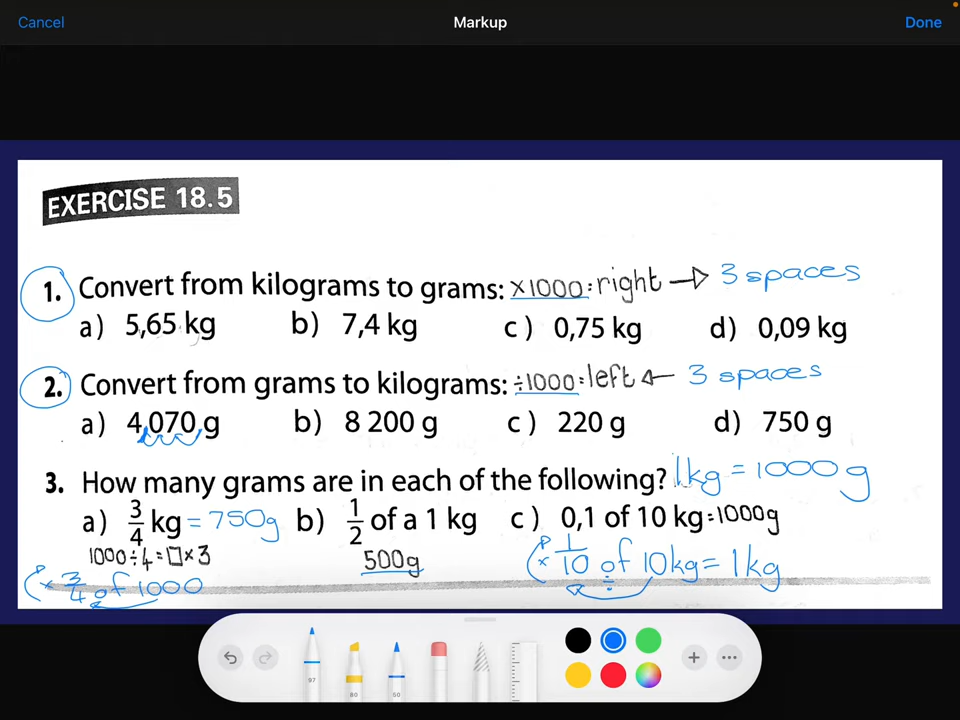 Cancel Markup Done
EXERCISE 18.5
1. Convert from kilograms to grams: ×1000 = right → 3 spaces
a) 5,65 kg b) 7,4 kg c) 0,75 kg d) 0,09 kg
2. Convert from grams to kilograms: ÷1000 = left ← 3 spaces
a) 4,070,g b) 8 200 g c) 220 g d) 750 g
3. How many grams are in each of the following? 1kg = 1000 g
a) 3/4 kg = 750g b) 1/2 of a 1 kg c) 0,1 of 10 kg = 1000g
1000 ÷ 4 = □ × 3 500g 1/10 of 10kg = 1kg
× 3/4 of 1000 ÷
97 80 50